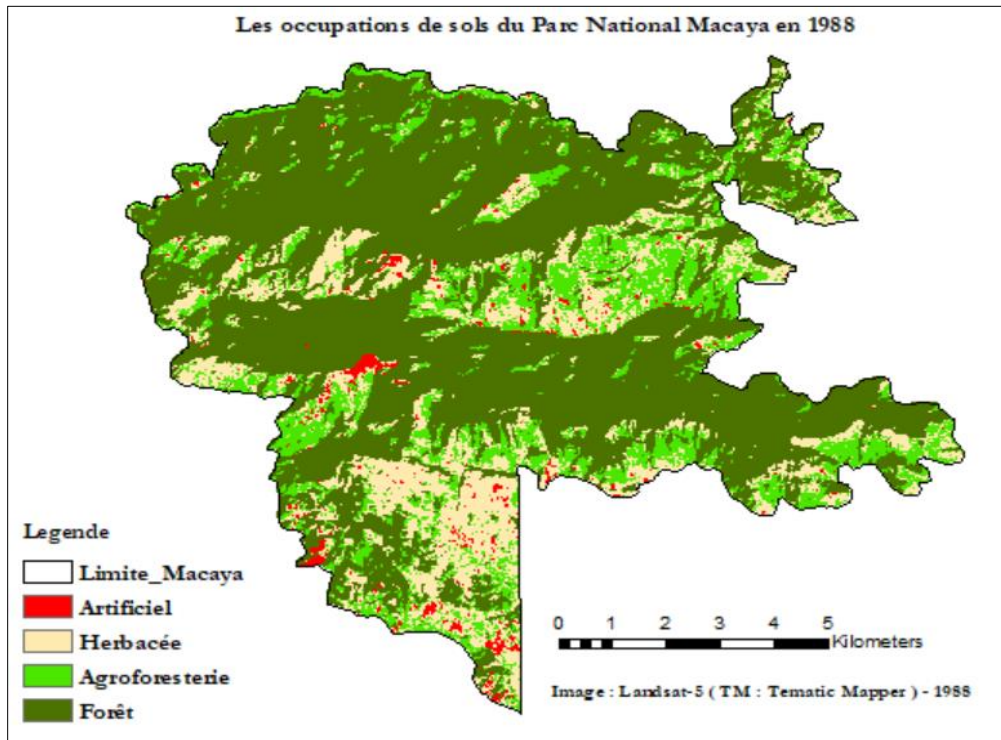 Les occupations de sols du Parc National Macaya en 1988
Legende
Limite_Macaya
Artificiel
Herbacée
Agroforesterie
Forêt
0 1 2 3 4 5
Kilometers
Image : Landsat-5 ( TM : Tematic Mapper ) - 1988